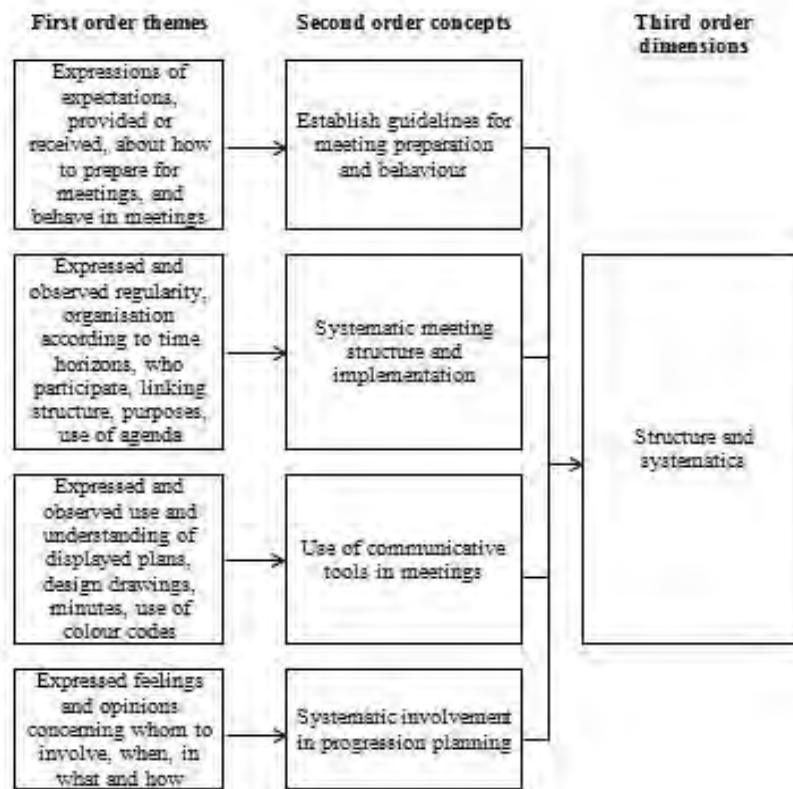 First order themes
Second order concepts
Third order
dimensions
Expressions of
expectations,
provided or
received, about how
to prepare for
meetings, and
behave in meetings.
Establish guidelines for
meeting preparation
and behaviour
Expressed and
observed regularity,
organisation
according to time
horizons, who
participate, linking
structure, purposes,
use of agenda
Systematic meeting
structure and
implementation
Structure and
systematics
Expressed and
observed use and
understanding of
displayed plans,
design drawings,
minutes, use of
colour codes
Use of communicative
tools in meetings
Expressed feelings
and opinions
concerning whom to
involve, when, in
what and how
Systematic involvement
in progression planning